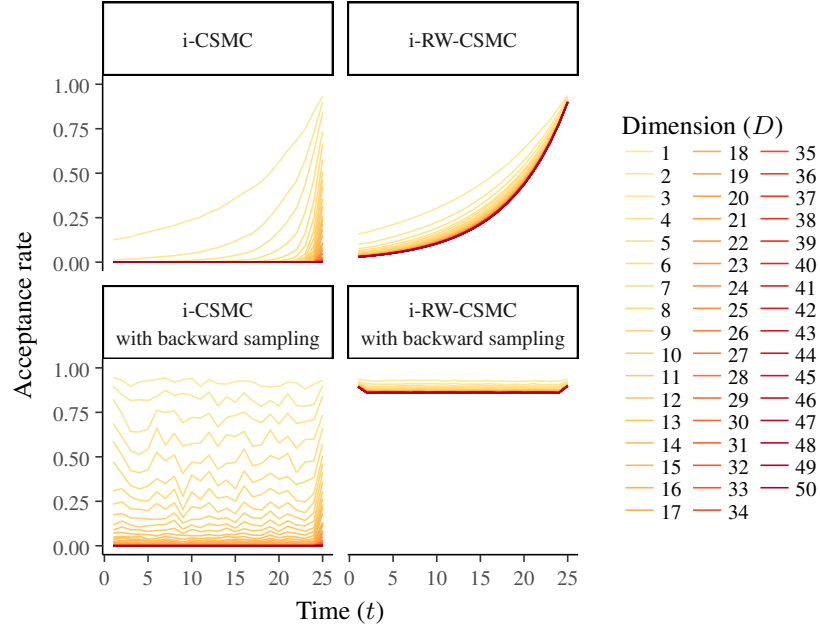 i-CSMC
i-RW-CSMC
1.00
0.75
0.50
0.25
0.00
i-CSMC
with backward sampling
i-RW-CSMC
with backward sampling
1.00
0.75
0.50
0.25
0.00
0 5 10 15 20 25
0 5 10 15 20 25
Acceptance rate
Time (t)
Dimension (D)
1 18 35
2 19 36
3 20 37
4 21 38
5 22 39
6 23 40
7 24 41
8 25 42
9 26 43
10 27 44
11 28 45
12 29 46
13 30 47
14 31 48
15 32 49
16 33 50
17 34